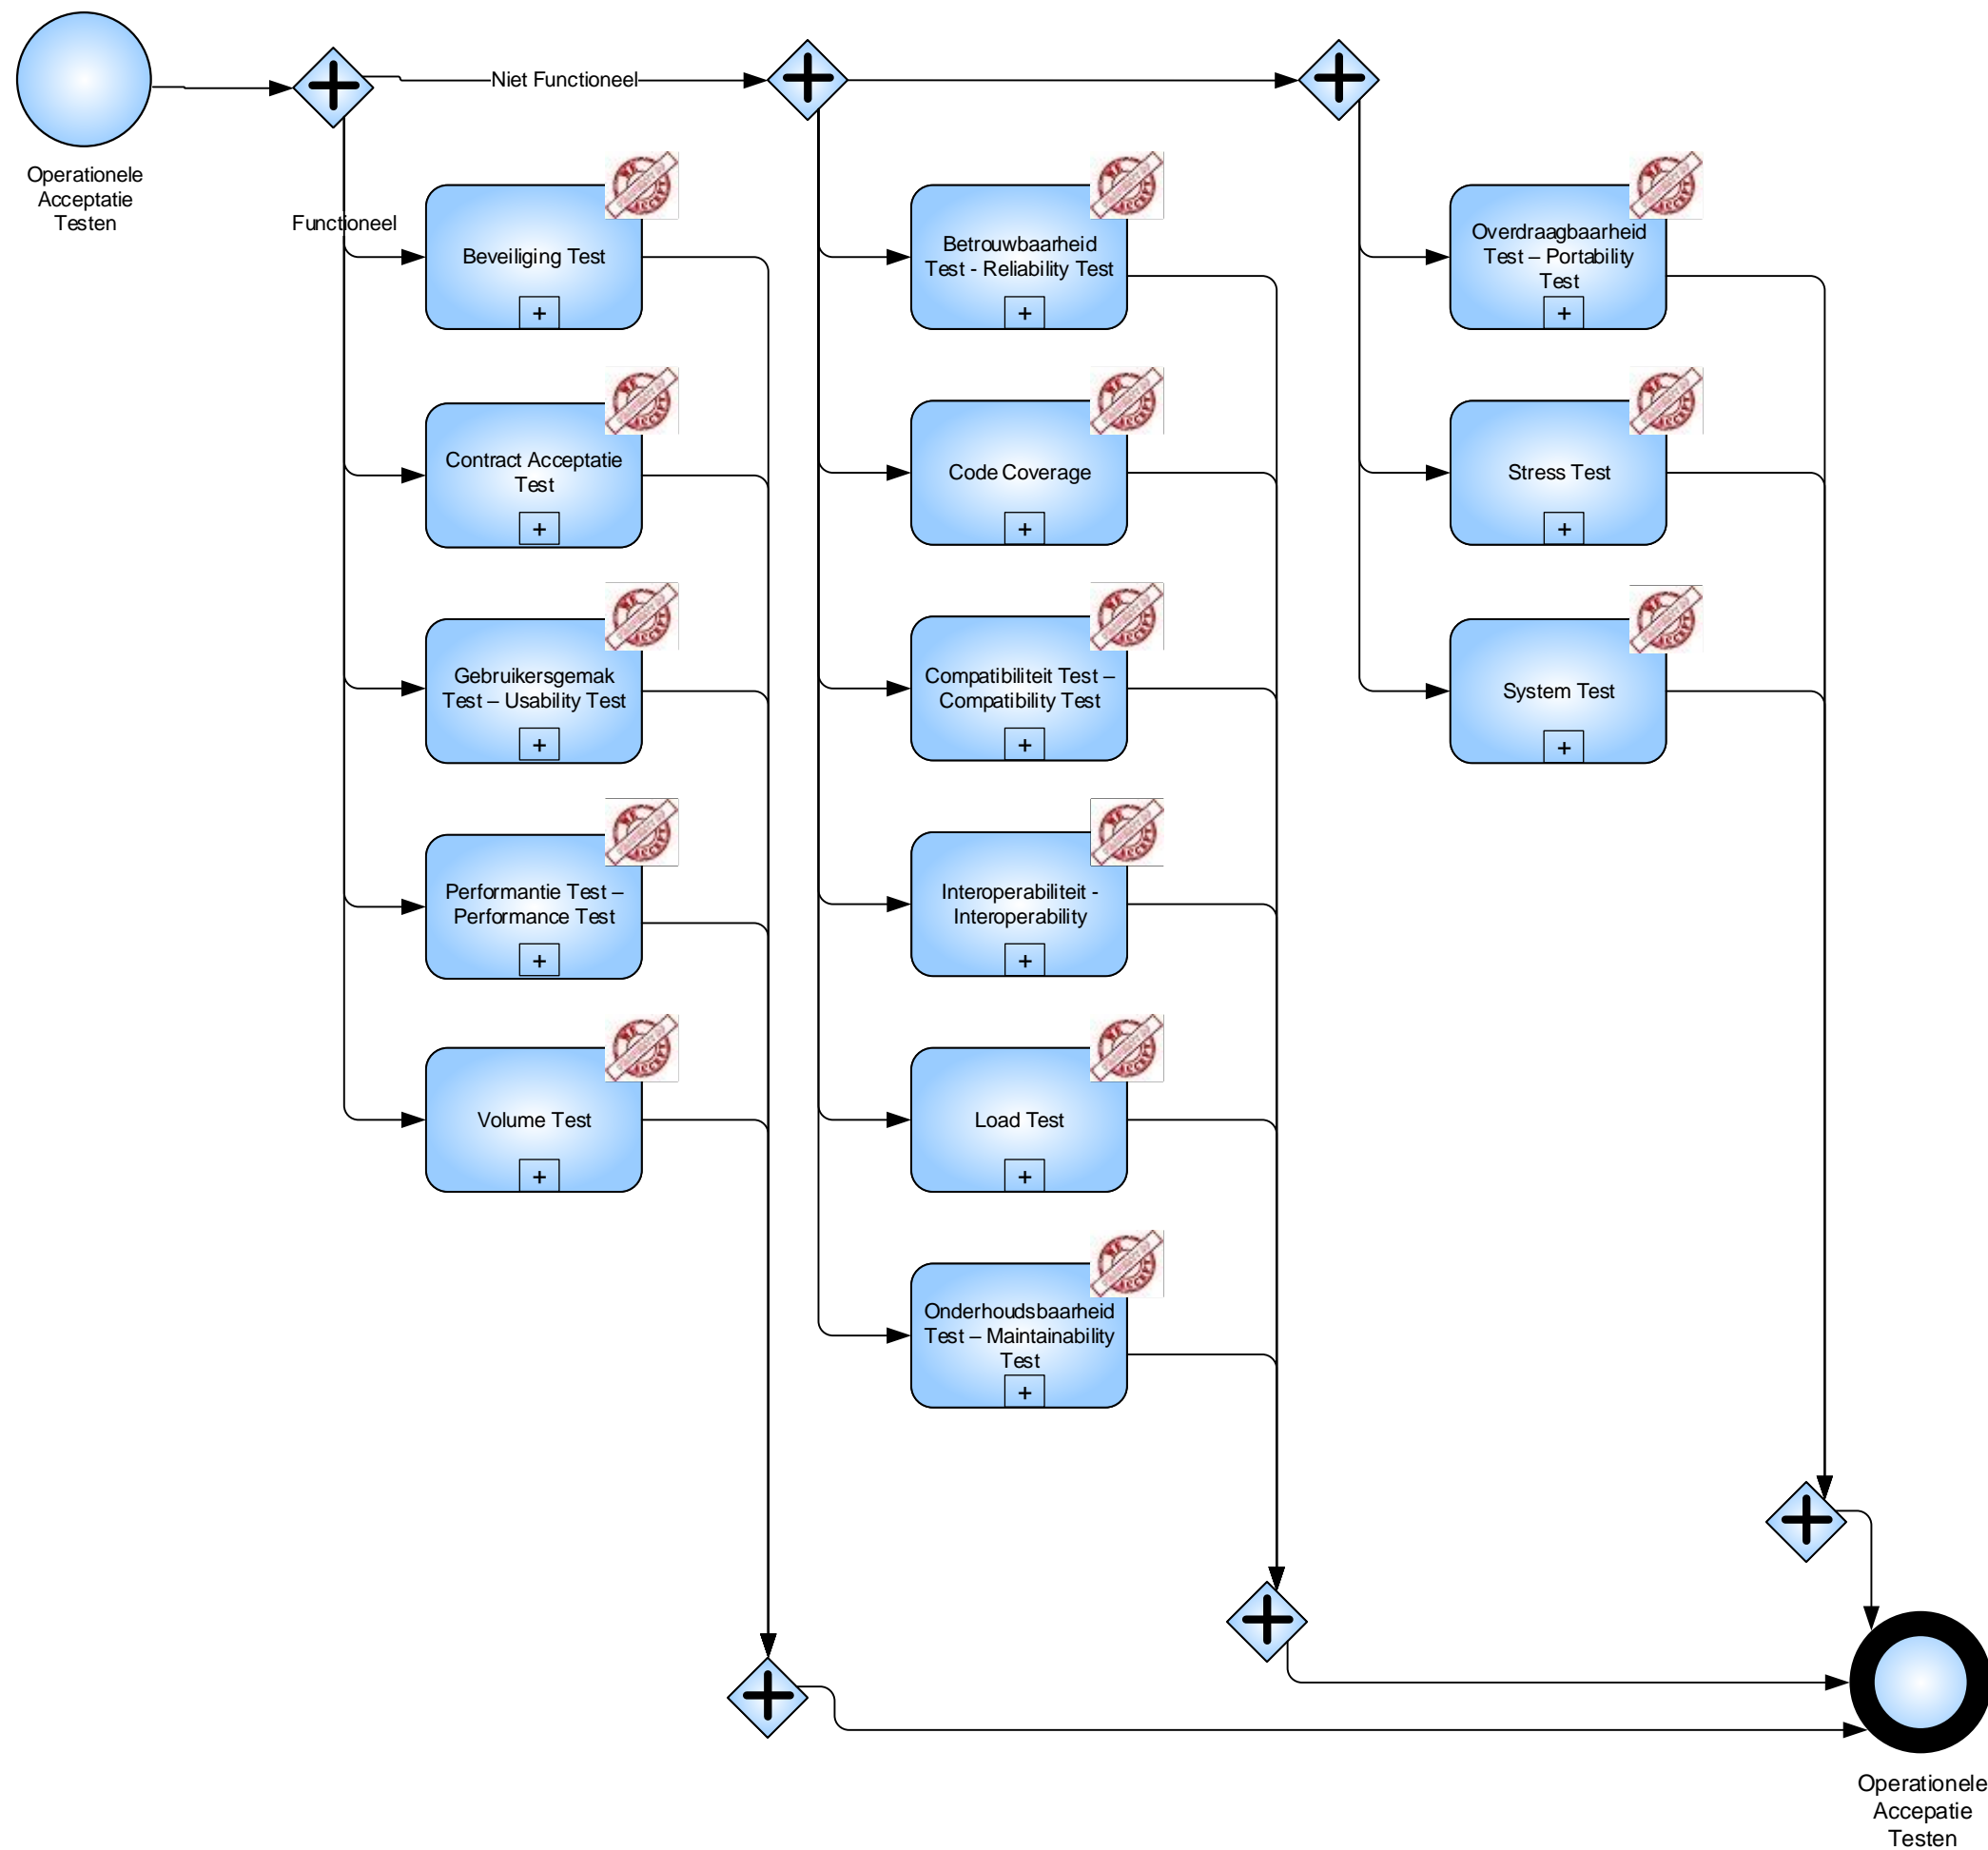 Operationele
Acceptatie
Testen
Niet Functioneel
Functioneel
Beveiliging Test
Contract Acceptatie
Test
Gebruikersgemak
Test – Usability Test
Performantie Test –
Performance Test
Volume Test
Betrouwbaarheid
Test - Reliability Test
Code Coverage
Compatibiliteit Test –
Compatibility Test
Interoperabiliteit -
Interoperability
Load Test
Onderhoudsbaarheid
Test – Maintainability
Test
Overdraagbaarheid
Test – Portability
Test
Stress Test
System Test
Operationele
Accepatie
Testen